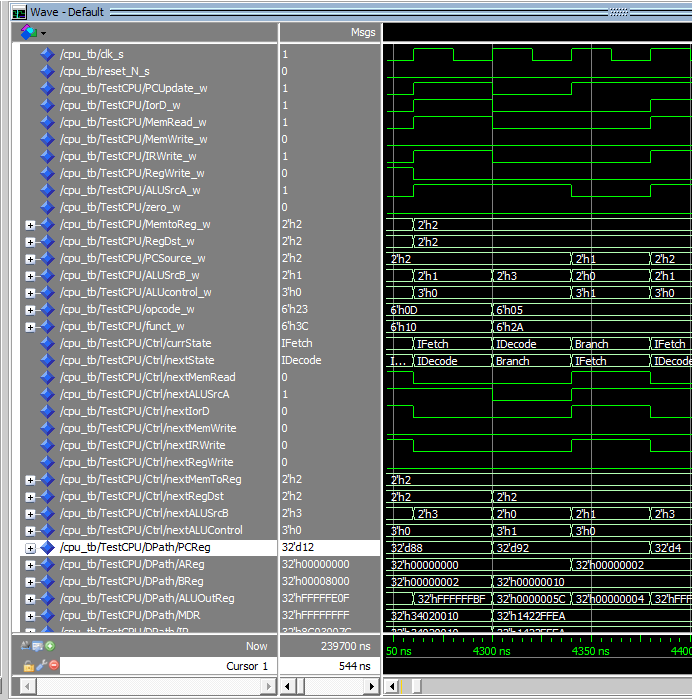 Wave - Default
Msgs
/cpu_tb/clk_s 1
/cpu_tb/reset_N_s 0
/cpu_tb/TestCPU/PCUpdate_w 1
/cpu_tb/TestCPU/IorD_w 1
/cpu_tb/TestCPU/MemRead_w 1
/cpu_tb/TestCPU/MemWrite_w 0
/cpu_tb/TestCPU/IRWrite_w 1
/cpu_tb/TestCPU/RegWrite_w 0
/cpu_tb/TestCPU/ALUSrcA_w 1
/cpu_tb/TestCPU/zero_w 0
/cpu_tb/TestCPU/MemtoReg_w 2'h2 2'h2
/cpu_tb/TestCPU/RegDst_w 2'h2 2'h2
/cpu_tb/TestCPU/PCSource_w 2'h2 2'h2 2'h1 2'h2
/cpu_tb/TestCPU/ALUSrcB_w 2'h1 2'h1 2'h3 2'h0 2'h1
/cpu_tb/TestCPU/ALUcontrol_w 3'h0 3'h0 3'h1 3'h0
/cpu_tb/TestCPU/opcode_w 6'h23 6'h0D 6'h05
/cpu_tb/TestCPU/funct_w 6'h3C 6'h10 6'h2A
/cpu_tb/TestCPU/Ctrl/currState IFetch IFetch IDecode Branch IFetch
/cpu_tb/TestCPU/Ctrl/nextState IDecode I... IDecode Branch IFetch IDecode
/cpu_tb/TestCPU/Ctrl/nextMemRead 0
/cpu_tb/TestCPU/Ctrl/nextALUSrcA 1
/cpu_tb/TestCPU/Ctrl/nextIorD 0
/cpu_tb/TestCPU/Ctrl/nextMemWrite 0
/cpu_tb/TestCPU/Ctrl/nextIRWrite 0
/cpu_tb/TestCPU/Ctrl/nextRegWrite 0
/cpu_tb/TestCPU/Ctrl/nextMemToReg 2'h2 2'h2
/cpu_tb/TestCPU/Ctrl/nextRegDst 2'h2 2'h2 2'h2
/cpu_tb/TestCPU/Ctrl/nextALUSrcB 2'h3 2'h3 2'h0 2'h1 2'h3
/cpu_tb/TestCPU/Ctrl/nextALUControl 3'h0 3'h0 3'h1 3'h0
/cpu_tb/TestCPU/DPath/PCReg 32'd12 32'd88 32'd92 32'd4
/cpu_tb/TestCPU/DPath/AReg 32'h00000000 32'h00000000 32'h00000002
/cpu_tb/TestCPU/DPath/BReg 32'h00008000 32'h00000002 32'h00000010
/cpu_tb/TestCPU/DPath/ALUOutReg 32'hFFFFFE0F 32'hFFFFFFBF 32'h0000005C 32'h00000004 32'hFFF
/cpu_tb/TestCPU/DPath/MDR 32'hFFFFFFFF 32'h34020010 32'h1422FFEA
/cpu_tb/TestCPU/DPath/IR 32'h8C03007C 32'h34020010 32'h1422FFEA
Now 239700 ns 50 ns 4300 ns 4350 ns 4400
Cursor 1 544 ns